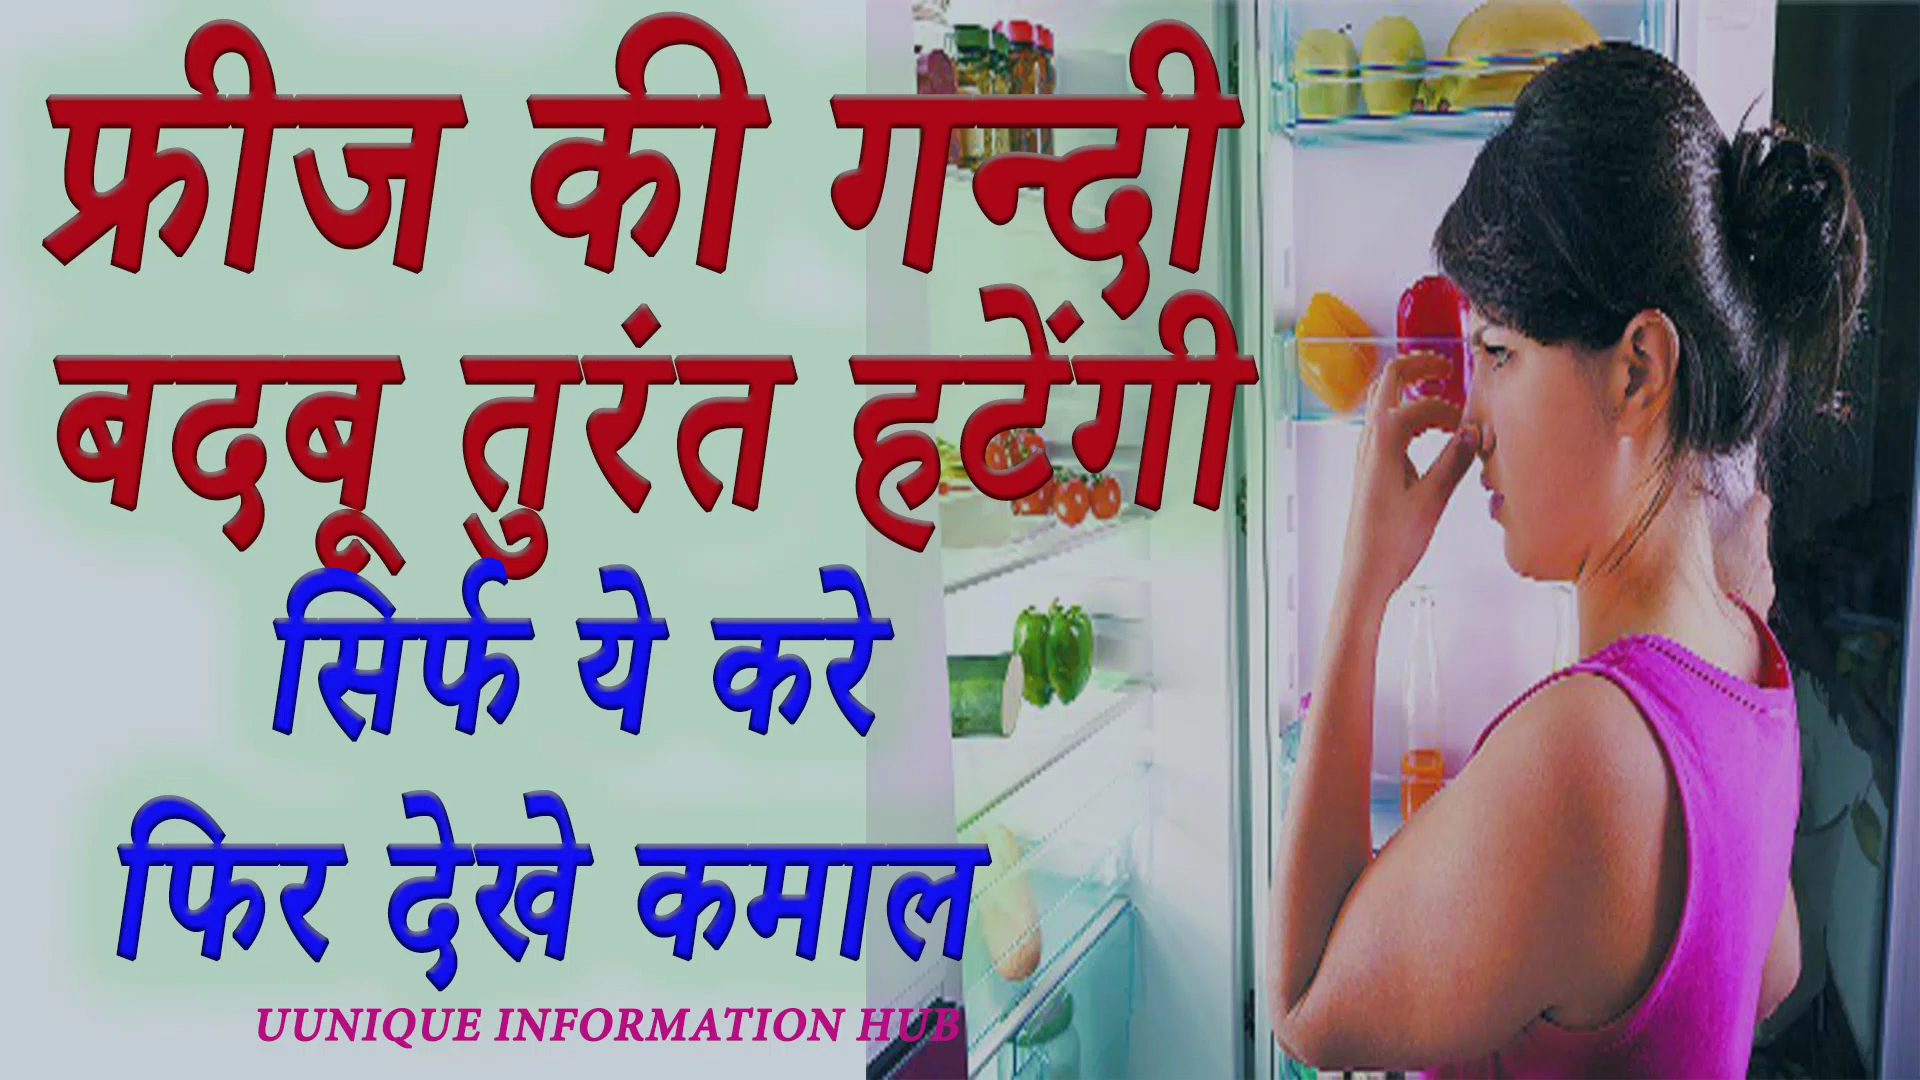 फ्रीज की गन्दी
बदबू तुरंत हटेंगी
सिर्फ ये करे
फिर देखे कमाल
UUNIQUE INFORMATION HUB